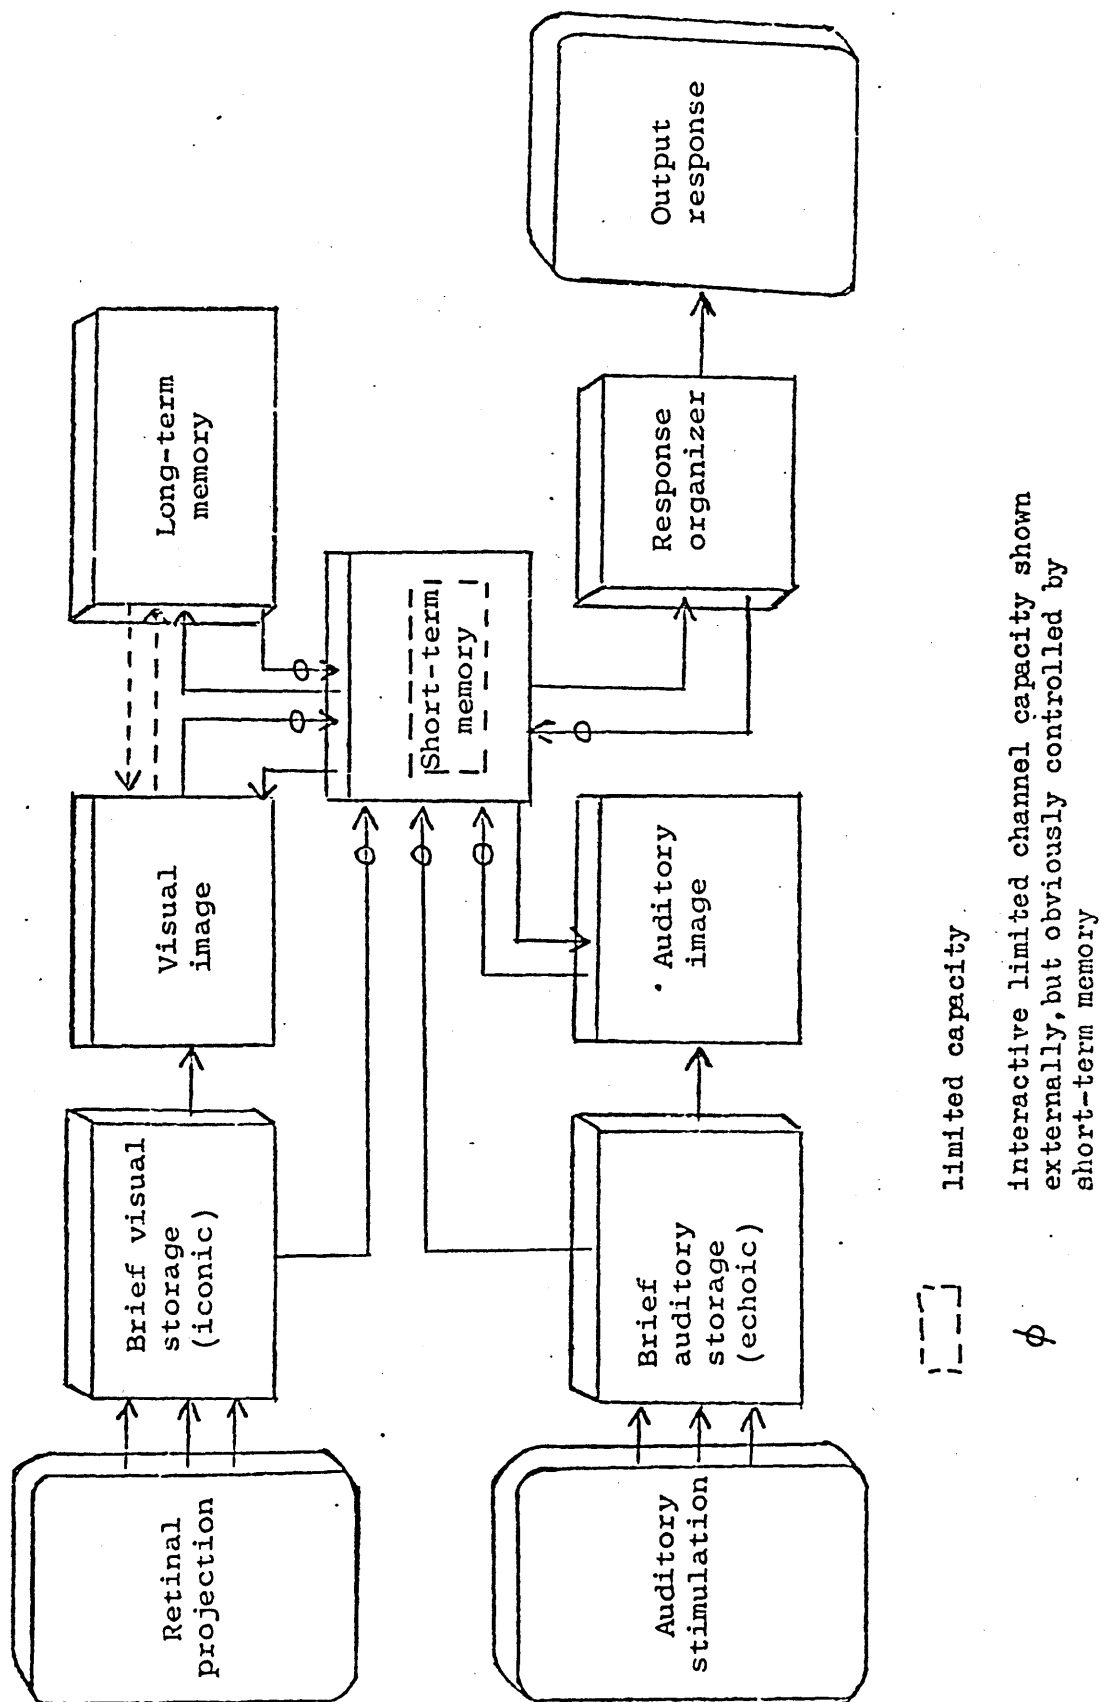 Retinal
projection
Brief visual
storage
(iconic)
Visual
image
Long-term
memory
Short-term
memory
Auditory
stimulation
Brief
auditory
storage
(echoic)
Auditory
image
Response
organizer
Output
response
limited capacity
ϕ interactive limited channel capacity shown
externally, but obviously controlled by
short-term memory